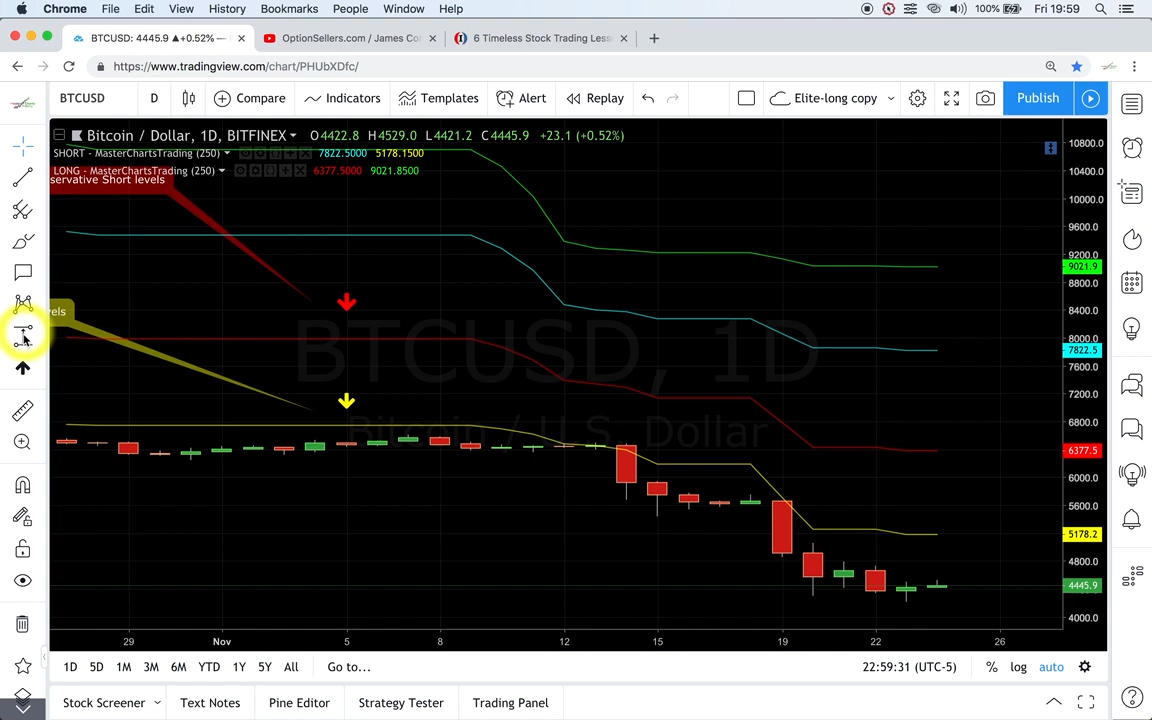 Chrome File Edit View History Bookmarks People Window Help 100% Fri 19:59
BTCUSD: 4445.9 ▲+0.52% — OptionSellers.com / James Co 6 Timeless Stock Trading Less
https://www.tradingview.com/chart/PHUbXDfc/
BTCUSD D Compare Indicators Templates Alert Replay Elite-long copy Publish
Bitcoin / Dollar, 1D, BITFINEX O4422.8 H4529.0 L4421.2 C4445.9 +23.1 (+0.52%)
SHORT - MasterChartsTrading (250) 7822.5000 5178.1500
LONG - MasterChartsTrading (250) 6377.5000 9021.8500
servative Short levels
vels
BTCUSD, 1D
Bitcoin / U.S. Dollar
10800.0
10400.0
10000.0
9600.0
9200.0
9021.9
8800.0
8400.0
8000.0
7822.5
7600.0
7200.0
6800.0
6377.5
6000.0
5600.0
5178.2
4800.0
4445.9
4000.0
29 Nov 5 8 12 15 19 22 26
1D 5D 1M 3M 6M YTD 1Y 5Y All Go to... 22:59:31 (UTC-5) % log auto
Stock Screener Text Notes Pine Editor Strategy Tester Trading Panel